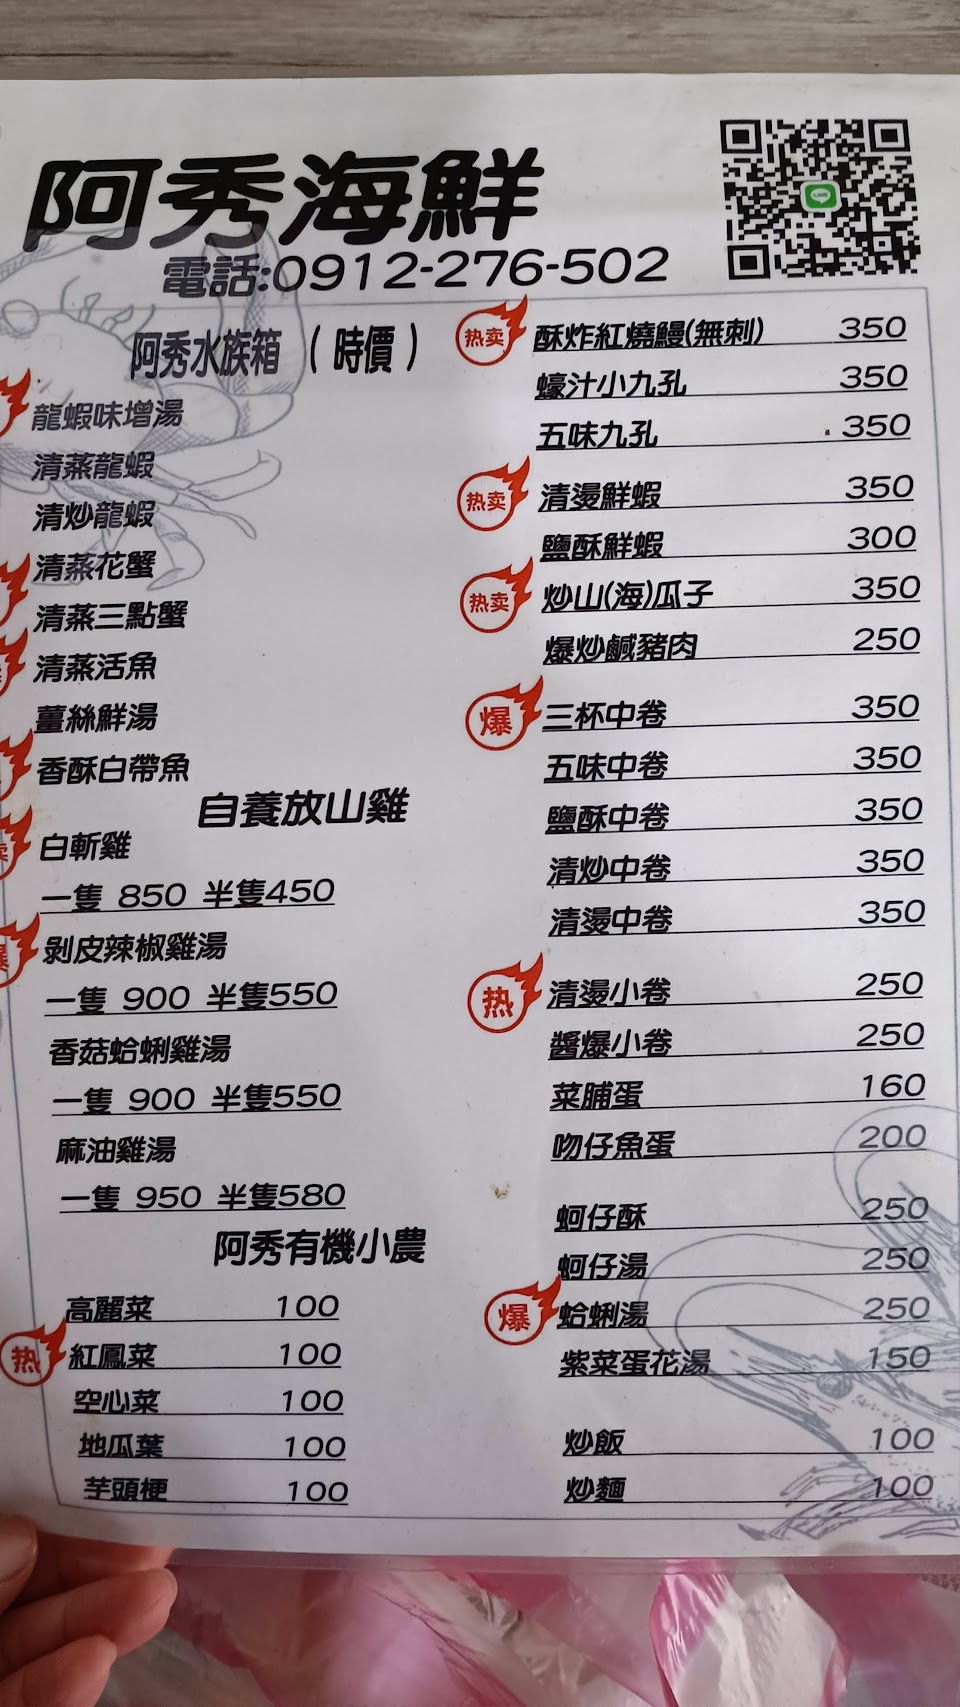 阿秀海鮮
電話:0912-276-502
阿秀水族箱 （時價）
龍蝦味增湯
清蒸龍蝦
清炒龍蝦
清蒸花蟹
清蒸三點蟹
清蒸活魚
薑絲鮮湯
香酥白帶魚
自養放山雞
白斬雞
一隻 850 半隻450
剝皮辣椒雞湯
一隻 900 半隻550
香菇蛤蜊雞湯
一隻 900 半隻550
麻油雞湯
一隻 950 半隻580
阿秀有機小農
高麗菜 100
热 紅鳳菜 100
空心菜 100
地瓜葉 100
芋頭梗 100
热卖 酥炸紅燒鰻(無刺) 350
蠔汁小九孔 350
五味九孔 350
热卖 清燙鮮蝦 350
鹽酥鮮蝦 300
热卖 炒山(海)瓜子 350
爆炒鹹豬肉 250
爆 三杯中卷 350
五味中卷 350
鹽酥中卷 350
清炒中卷 350
清燙中卷 350
热 清燙小卷 250
醬爆小卷 250
菜脯蛋 160
吻仔魚蛋 200
蚵仔酥 250
蚵仔湯 250
爆 蛤蜊湯 250
紫菜蛋花湯 150
炒飯 100
炒麵 100